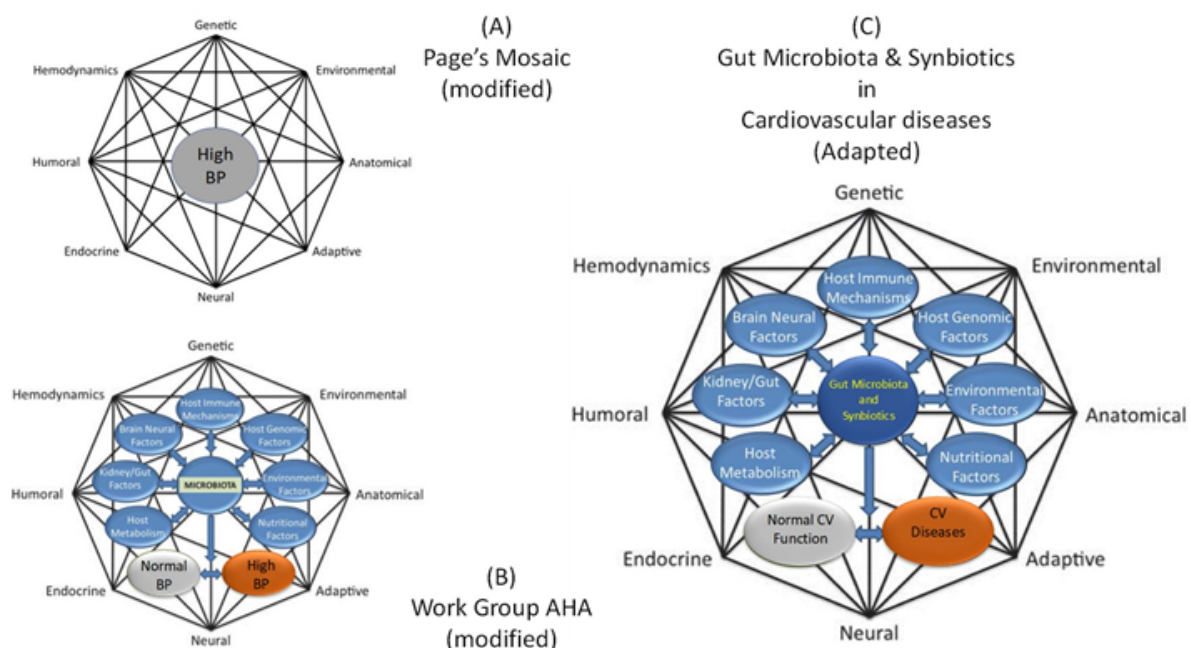 (A)
Page's Mosaic
(modified)
Genetic
Hemodynamics
Environmental
Humoral
High
BP
Anatomical
Endocrine
Adaptive
Neural
(B)
Work Group AHA
(modified)
Genetic
Hemodynamics
Environmental
Host Immune
Mechanisms
Brain Neural
Factors
Host Genomic
Factors
Kidney/Gut
Factors
MICROBIOTA
Environmental
Factors
Humoral
Anatomical
Host
Metabolism
Nutritional
Factors
Normal
BP
High
BP
Endocrine
Adaptive
Neural
(C)
Gut Microbiota & Synbiotics
in
Cardiovascular diseases
(Adapted)
Genetic
Hemodynamics
Environmental
Host Immune
Mechanisms
Brain Neural
Factors
Host Genomic
Factors
Kidney/Gut
Factors
Gut Microbiota
and
Synbiotics
Environmental
Factors
Humoral
Anatomical
Host
Metabolism
Nutritional
Factors
Normal CV
Function
CV
Diseases
Endocrine
Adaptive
Neural